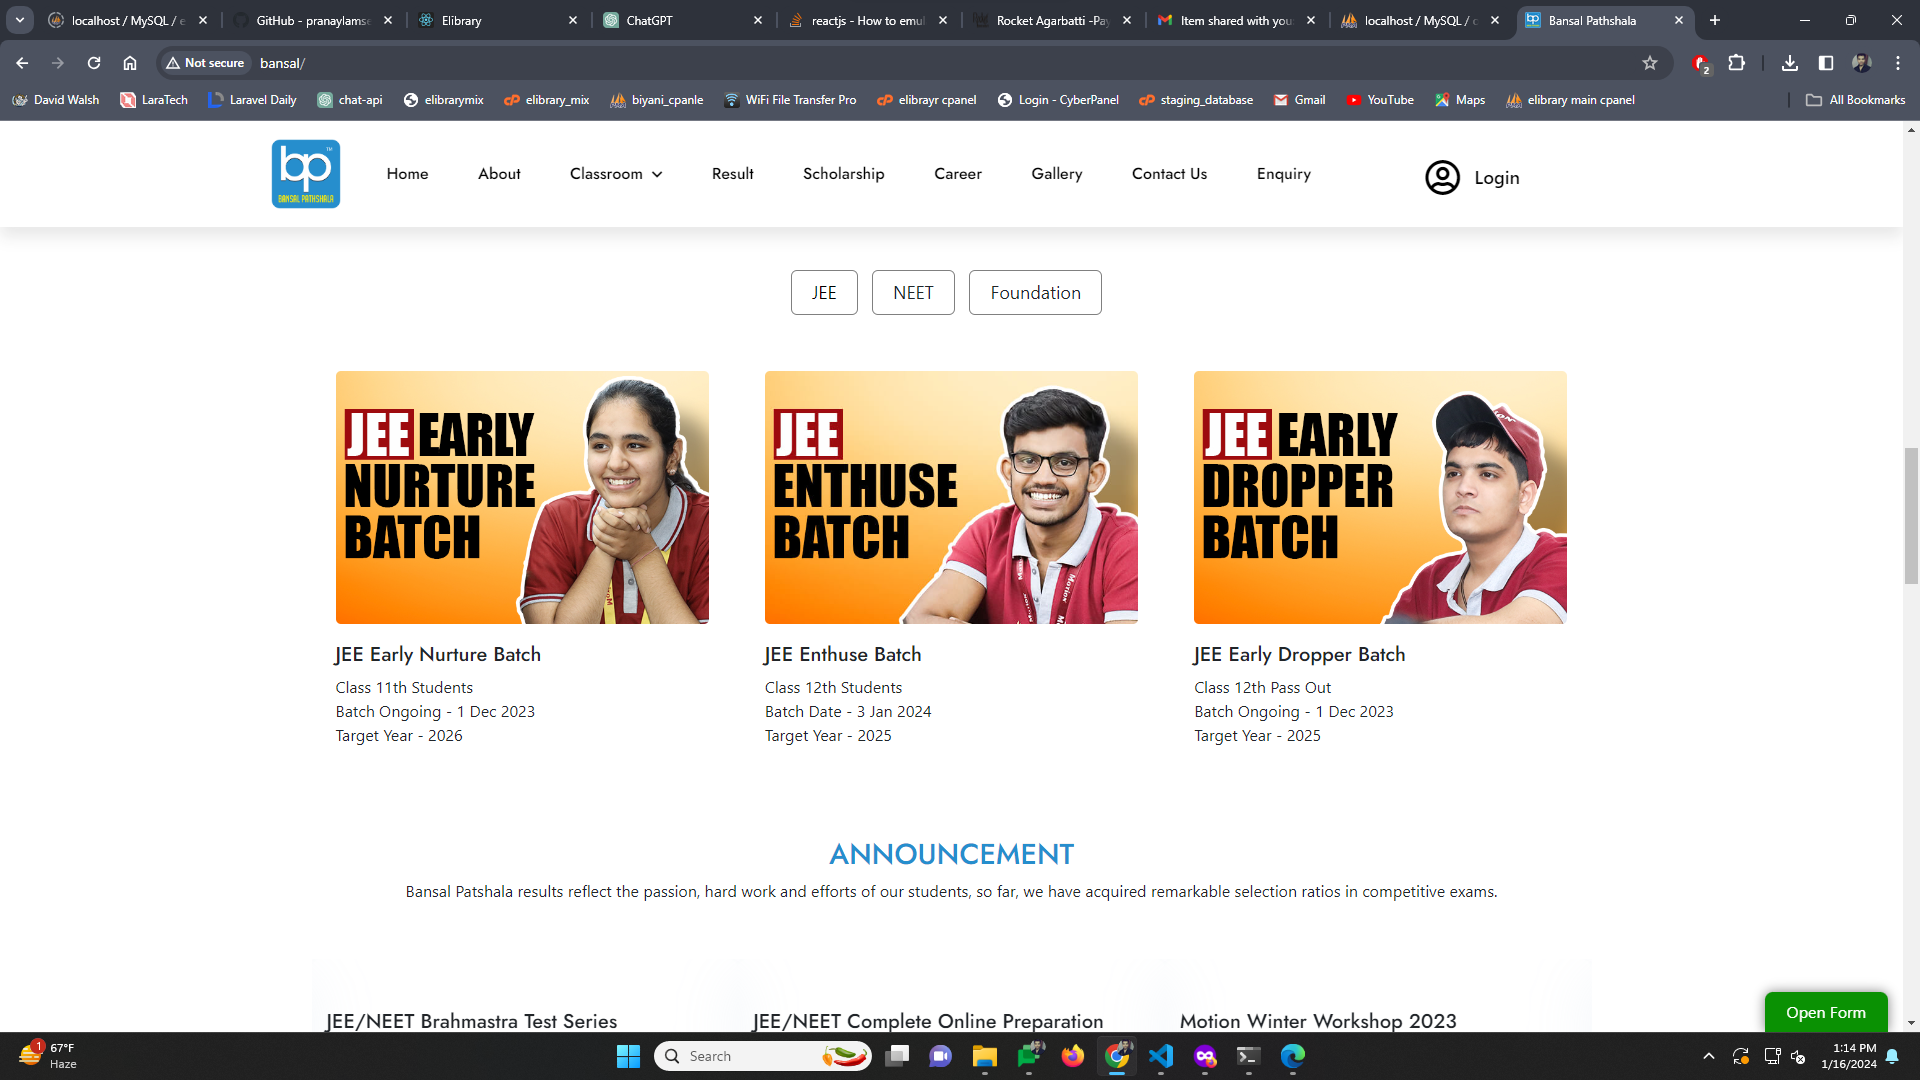 localhost / MySQL / e
GitHub - pranaylamse
Elibrary
ChatGPT
reactjs - How to emul
Rocket Agarbatti -Pay
Item shared with you
localhost / MySQL / c
Bansal Pathshala
Not secure
bansal/
2
David Walsh
LaraTech
Laravel Daily
chat-api
elibrarymix
elibrary_mix
biyani_cpanle
WiFi File Transfer Pro
elibrayr cpanel
Login - CyberPanel
staging_database
Gmail
YouTube
Maps
elibrary main cpanel
All Bookmarks
bp
TM
BANSAL PATHSHALA
Home
About
Classroom
Result
Scholarship
Career
Gallery
Contact Us
Enquiry
Login
JEE
NEET
Foundation
JEE EARLY
NURTURE
BATCH
JEE
ENTHUSE
BATCH
Motion
JEE EARLY
DROPPER
BATCH
JEE Early Nurture Batch
Class 11th Students
Batch Ongoing - 1 Dec 2023
Target Year - 2026
JEE Enthuse Batch
Class 12th Students
Batch Date - 3 Jan 2024
Target Year - 2025
JEE Early Dropper Batch
Class 12th Pass Out
Batch Ongoing - 1 Dec 2023
Target Year - 2025
ANNOUNCEMENT
Bansal Patshala results reflect the passion, hard work and efforts of our students, so far, we have acquired remarkable selection ratios in competitive exams.
JEE/NEET Brahmastra Test Series
JEE/NEET Complete Online Preparation
Motion Winter Workshop 2023
Open Form
1
67°F
Haze
Search
1:14 PM
1/16/2024